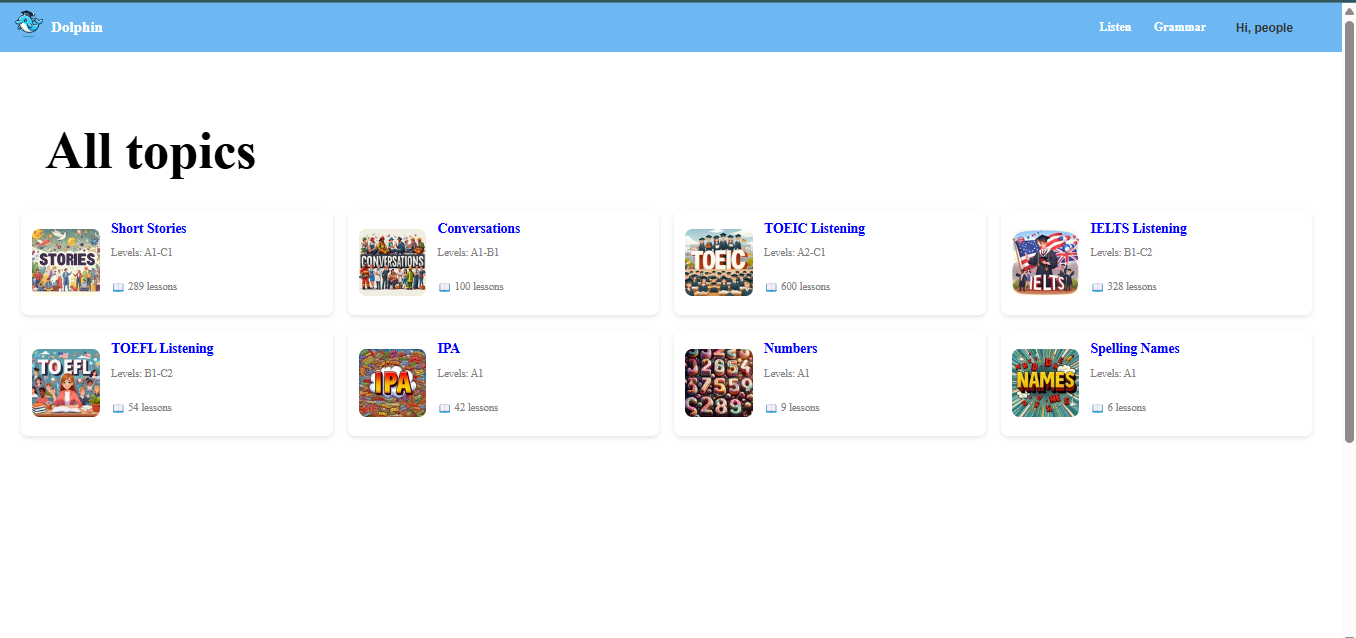 Dolphin
Listen Grammar Hi, people
All topics
STORIES
Short Stories
Levels: A1-C1
289 lessons
CONVERSATIONS
Conversations
Levels: A1-B1
100 lessons
TOEIC
TOEIC Listening
Levels: A2-C1
600 lessons
IELTS
IELTS Listening
Levels: B1-C2
328 lessons
TOEFL
TOEFL Listening
Levels: B1-C2
54 lessons
IPA
IPA
Levels: A1
42 lessons
Numbers
Levels: A1
9 lessons
NAMES
Spelling Names
Levels: A1
6 lessons